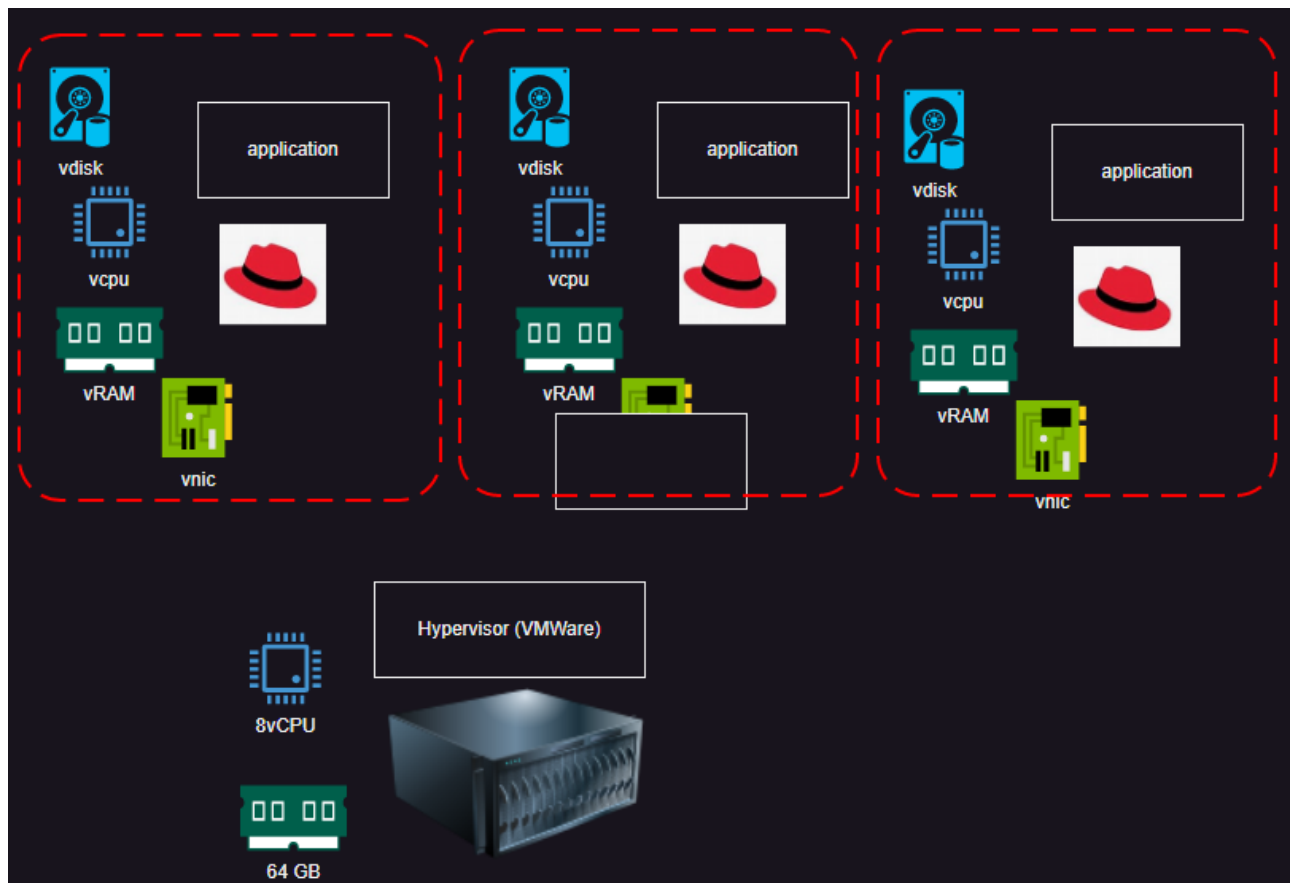 vdisk
application
vcpu
vRAM
vnic
vdisk
application
vcpu
vRAM
vdisk
application
vcpu
vRAM
vnic
Hypervisor (VMWare)
8vCPU
64 GB